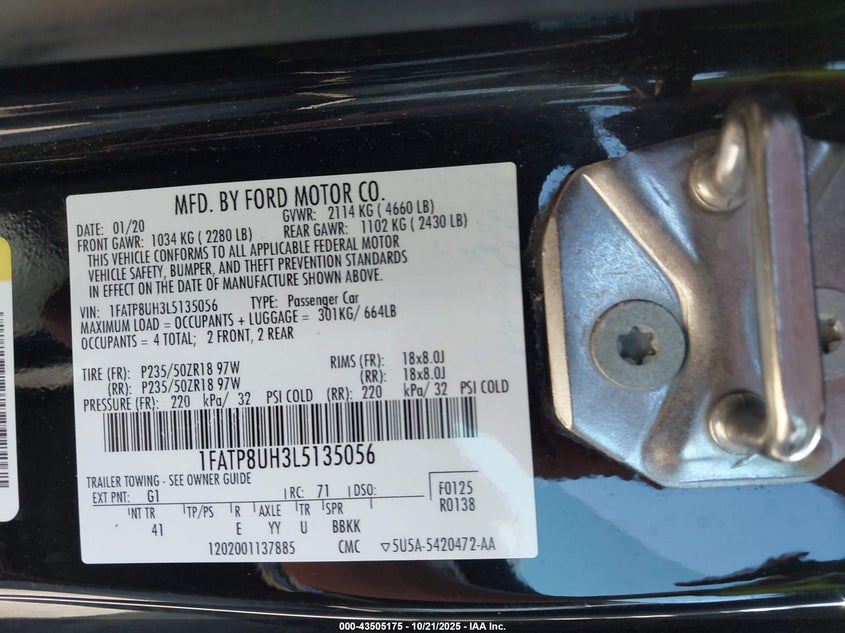 MFD. BY FORD MOTOR CO.
DATE: 01/20 GVWR: 2114 KG ( 4660 LB)
FRONT GAWR: 1034 KG ( 2280 LB) REAR GAWR: 1102 KG ( 2430 LB)
THIS VEHICLE CONFORMS TO ALL APPLICABLE FEDERAL MOTOR
VEHICLE SAFETY, BUMPER, AND THEFT PREVENTION STANDARDS
IN EFFECT ON THE DATE OF MANUFACTURE SHOWN ABOVE.
VIN: 1FATP8UH3L5135056 TYPE: Passenger Car
MAXIMUM LOAD = OCCUPANTS + LUGGAGE = 301KG/ 664LB
OCCUPANTS = 4 TOTAL; 2 FRONT, 2 REAR
TIRE (FR): P235/50ZR18 97W RIMS (FR): 18x8.0J
(RR): P235/50ZR18 97W (RR): 18x8.0J
PRESSURE (FR): 220 kPa/ 32 PSI COLD (RR): 220 kPa/ 32 PSI COLD
1FATP8UH3L5135056
TRAILER TOWING - SEE OWNER GUIDE
EXT PNT: G1 RC: 71 DSO: F0125
R0138
INT TR TP/PS R AXLE TR SPR
41 E YY U BBKK
1202001137885 CMC ▽5U5A-5420472-AA
000-43505175 - 10/21/2025 - IAA Inc.